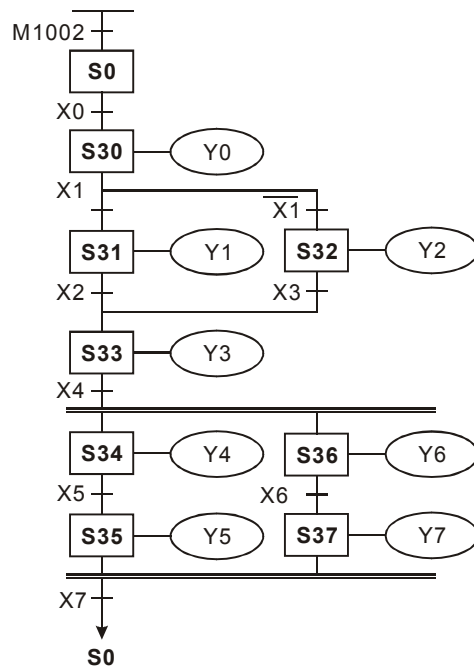 M1002
S0
X0
S30 Y0
X1 X̅1̅
S31 Y1 S32 Y2
X2 X3
S33 Y3
X4
S34 Y4 S36 Y6
X5 X6
S35 Y5 S37 Y7
X7
S0